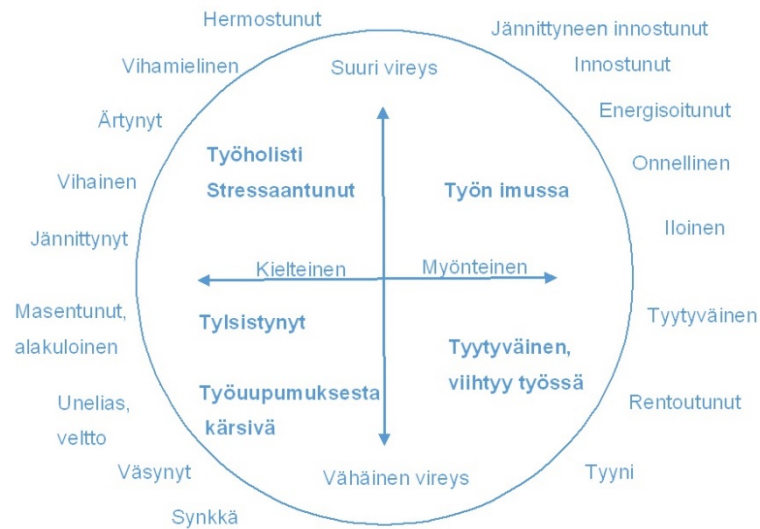 Hermostunut
Jännittyneen innostunut
Vihamielinen
Suuri vireys
Innostunut
Ärtynyt
Energisoitunut
Työholisti
Stressaantunut
Työn imussa
Onnellinen
Vihainen
Iloinen
Jännittynyt
Kielteinen
Myönteinen
Masentunut,
alakuloinen
Tylsistynyt
Tyytyväinen
Tyytyväinen,
viihtyy työssä
Työuupumuksesta
kärsivä
Unelias,
veltto
Rentoutunut
Väsynyt
Vähäinen vireys
Tyyni
Synkkä